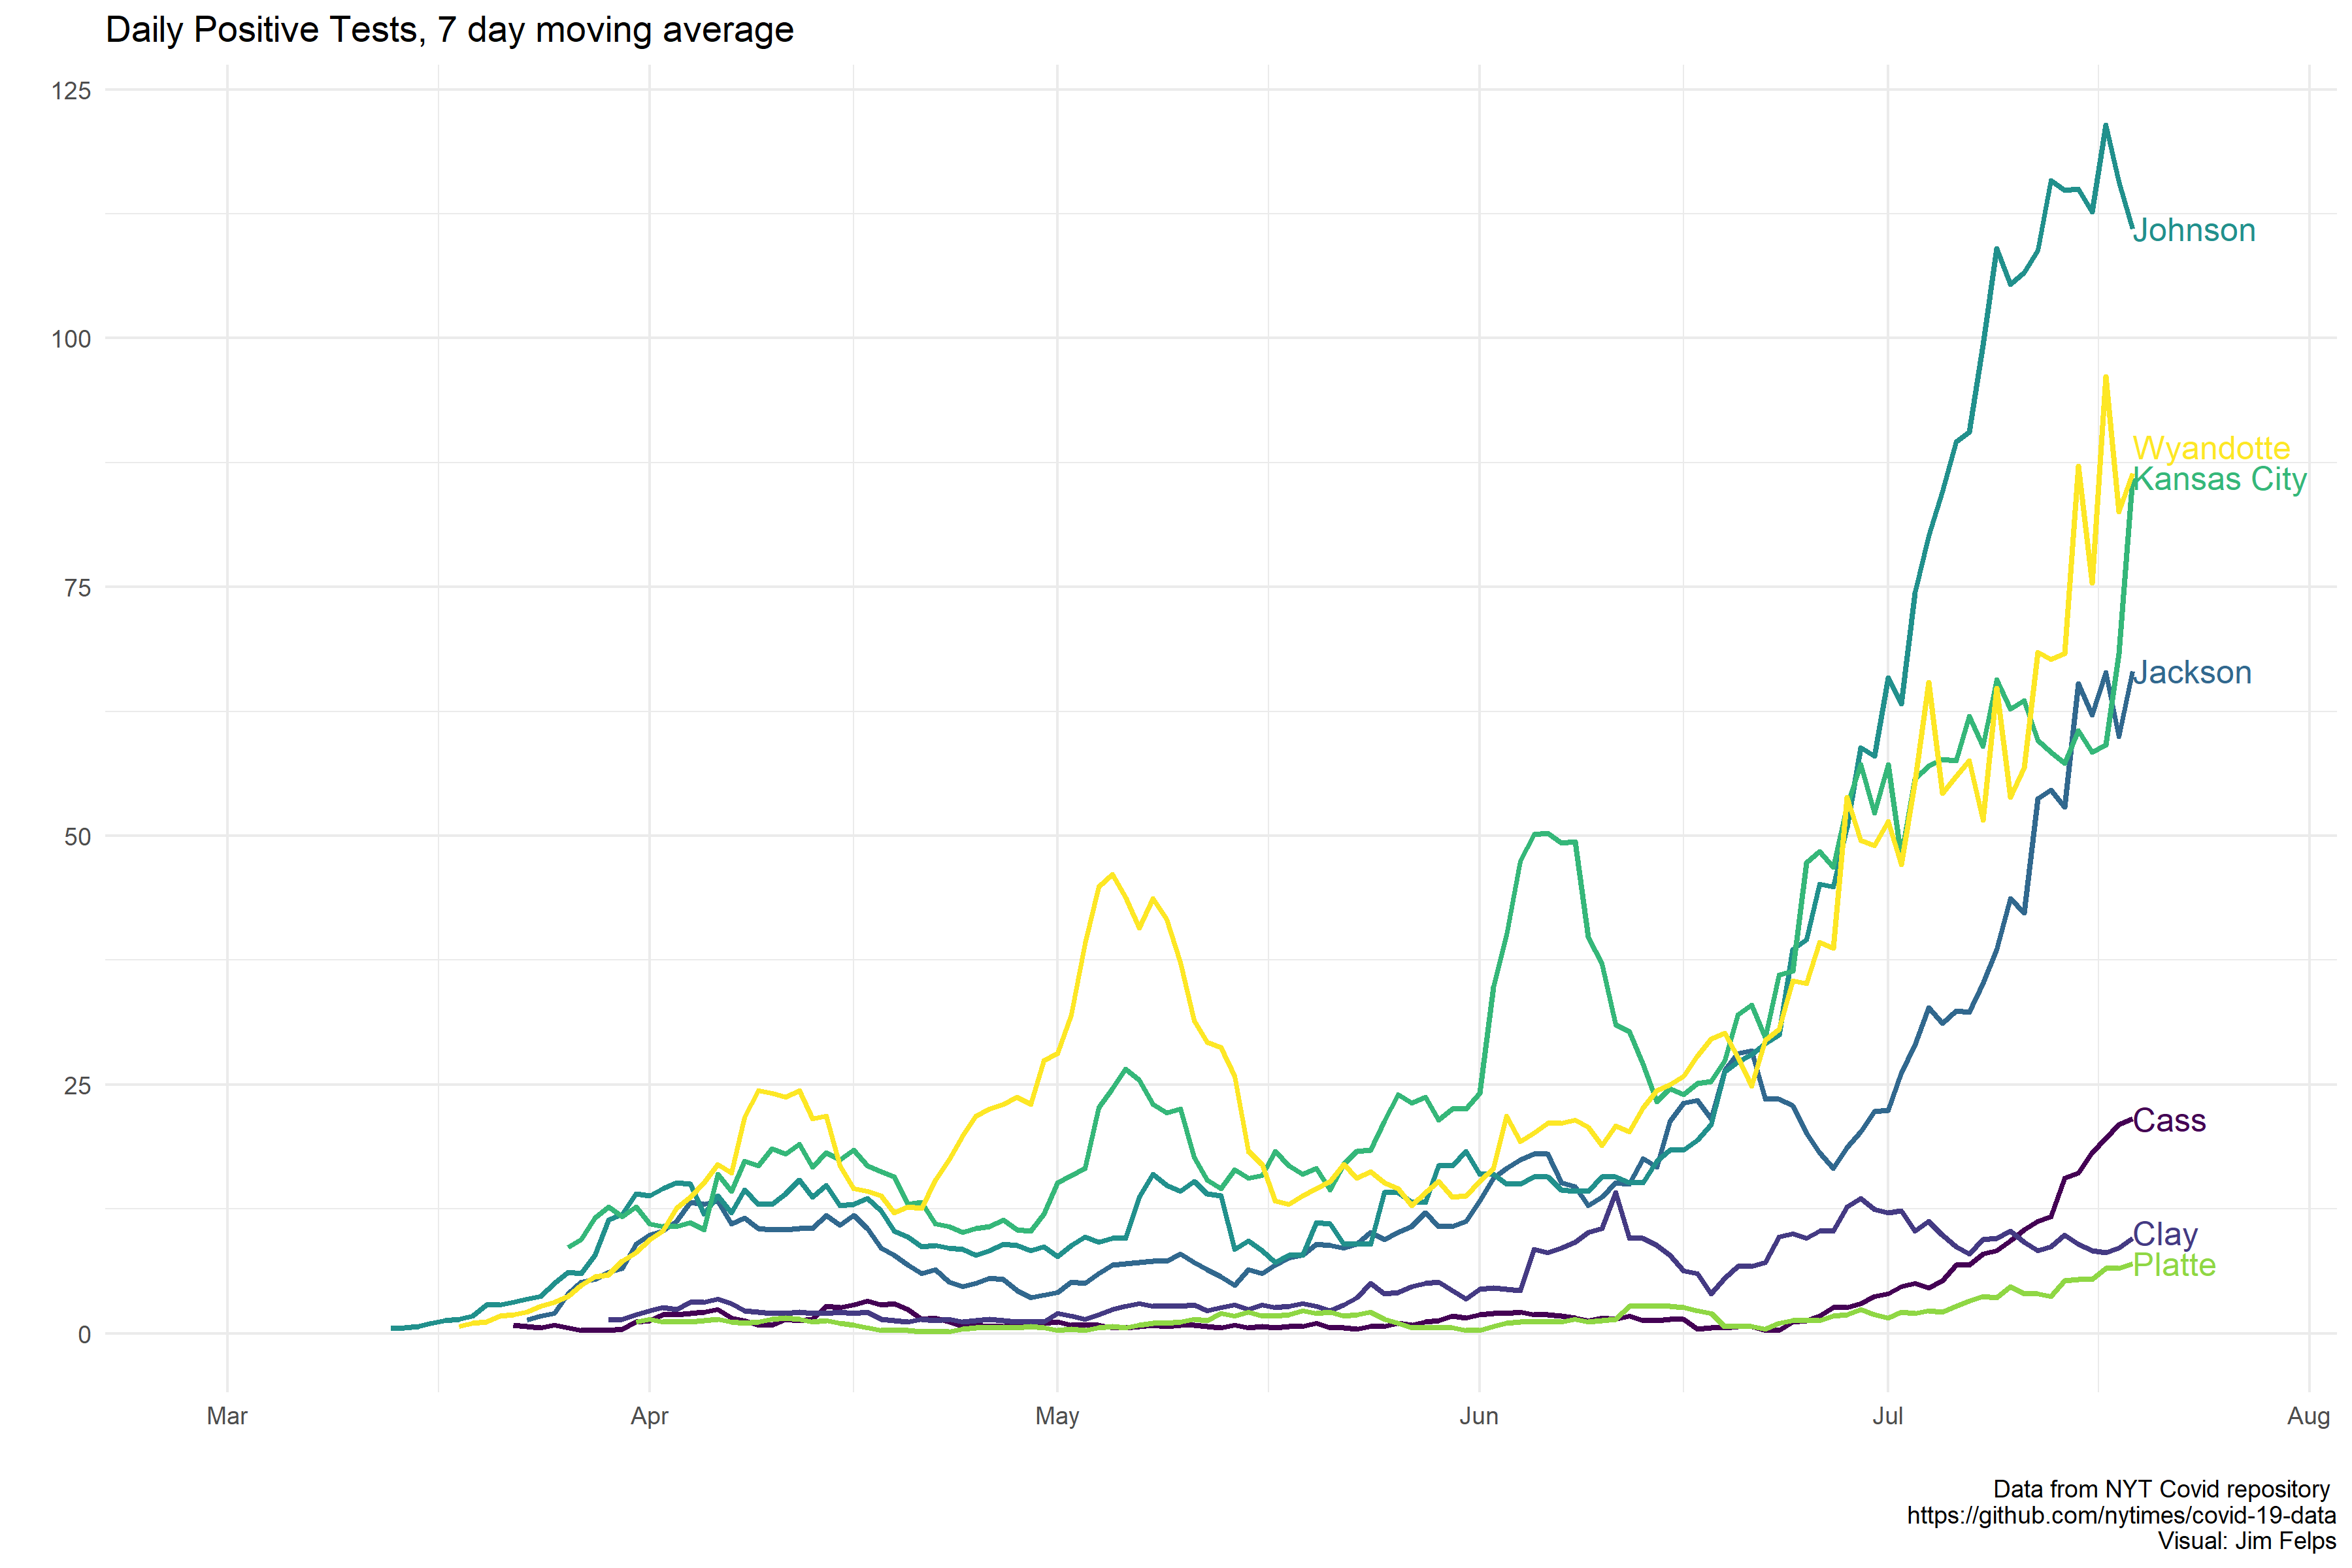 Daily Positive Tests, 7 day moving average
125
100
75
50
25
0
Johnson
Wyandotte
Kansas City
Jackson
Cass
Clay
Platte
Mar Apr May Jun Jul Aug
Data from NYT Covid repository
https://github.com/nytimes/covid-19-data
Visual: Jim Felps